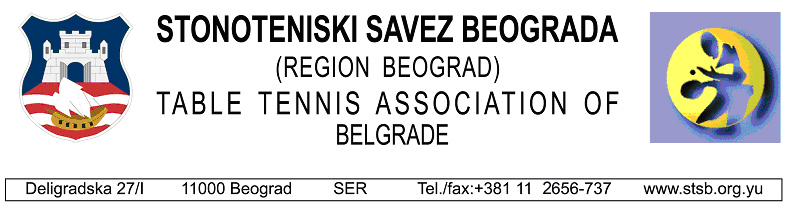 STONOTENISKI SAVEZ BEOGRADA
(REGION BEOGRAD)
TABLE TENNIS ASSOCIATION OF
BELGRADE
Deligradska 27/I 11000 Beograd SER Tel./fax:+381 11 2656-737 www.stsb.org.yu